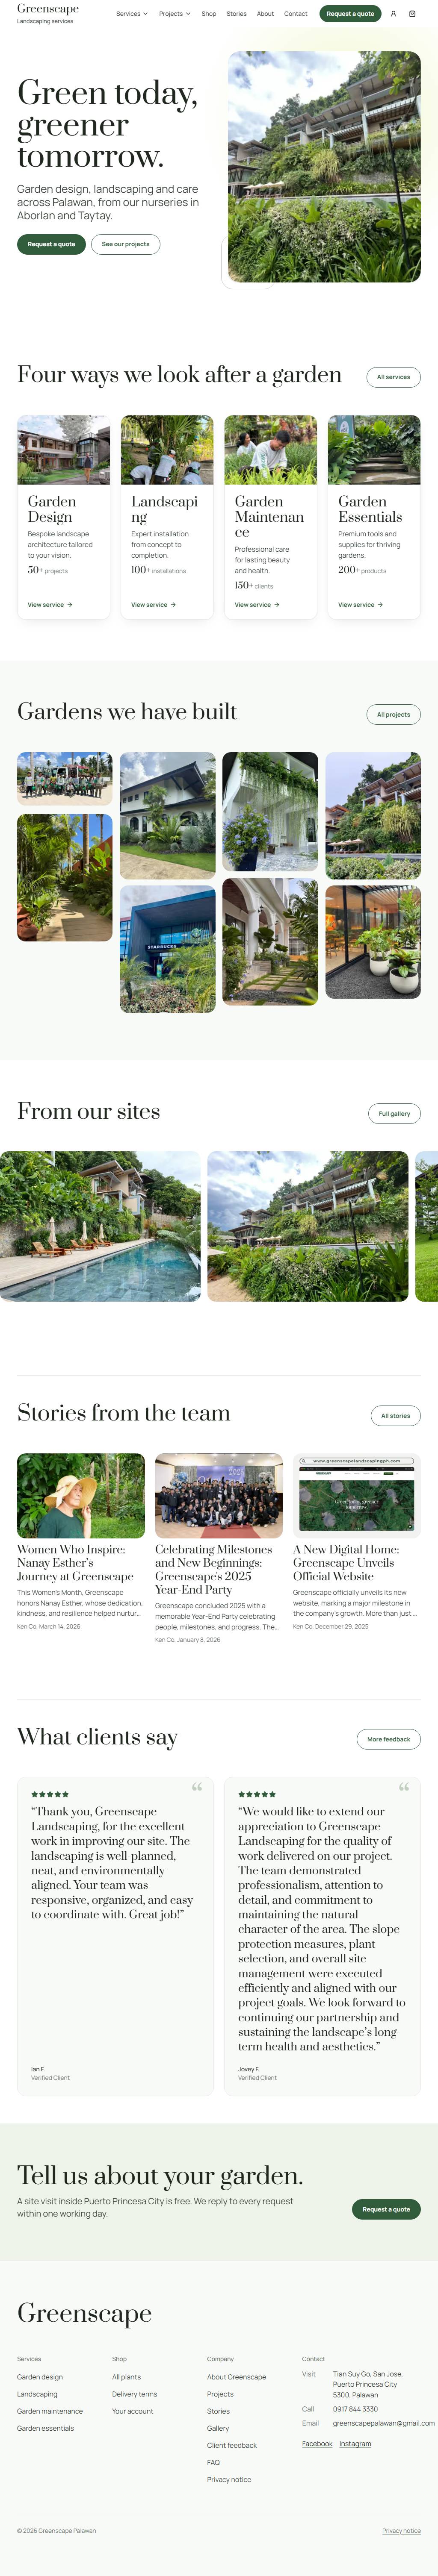 Greenscape
Landscaping services
Services
Projects
Shop
Stories
About
Contact
Request a quote
Green today,
greener
tomorrow.
Garden design, landscaping and care
across Palawan, from our nurseries in
Aborlan and Taytay.
Request a quote
See our projects
Four ways we look after a garden
All services
Garden
Design
Bespoke landscape
architecture tailored
to your vision.
50+ projects
View service
Landscapi
ng
Expert installation
from concept to
completion.
100+ installations
View service
Garden
Maintenan
ce
Professional care
for lasting beauty
and health.
150+ clients
View service
Garden
Essentials
Premium tools and
supplies for thriving
gardens.
200+ products
View service
Gardens we have built
All projects
STARBUCKS
From our sites
Full gallery
Stories from the team
All stories
Women Who Inspire:
Nanay Esther’s
Journey at Greenscape
This Women's Month, Greenscape
honors Nanay Esther, whose dedication,
kindness, and resilience helped nurtur…
Ken Co, March 14, 2026
Celebrating Milestones
and New Beginnings:
Greenscape's 2025
Year-End Party
Greenscape concluded 2025 with a
memorable Year-End Party celebrating
people, milestones, and progress. The…
Ken Co, January 8, 2026
www.greenscapelandscapingph.com
Green today, greener
tomorrow
A New Digital Home:
Greenscape Unveils
Official Website
Greenscape officially unveils its new
website, marking a major milestone in
the company's growth. More than just …
Ken Co, December 29, 2025
What clients say
More feedback
“Thank you, Greenscape
Landscaping, for the excellent
work in improving our site. The
landscaping is well-planned,
neat, and environmentally
aligned. Your team was
responsive, organized, and easy
to coordinate with. Great job!”
Ian F.
Verified Client
“We would like to extend our
appreciation to Greenscape
Landscaping for the quality of
work delivered on our project.
The team demonstrated
professionalism, attention to
detail, and commitment to
maintaining the natural
character of the area. The slope
protection measures, plant
selection, and overall site
management were executed
efficiently and aligned with our
project goals. We look forward to
continuing our partnership and
sustaining the landscape’s long-
term health and aesthetics.”
Jovey F.
Verified Client
Tell us about your garden.
A site visit inside Puerto Princesa City is free. We reply to every request
within one working day.
Request a quote
Greenscape
Services
Garden design
Landscaping
Garden maintenance
Garden essentials
Shop
All plants
Delivery terms
Your account
Company
About Greenscape
Projects
Stories
Gallery
Client feedback
FAQ
Privacy notice
Contact
Visit
Tian Suy Go, San Jose,
Puerto Princesa City
5300, Palawan
Call
0917 844 3330
Email
greenscapepalawan@gmail.com
Facebook
Instagram
© 2026 Greenscape Palawan
Privacy notice